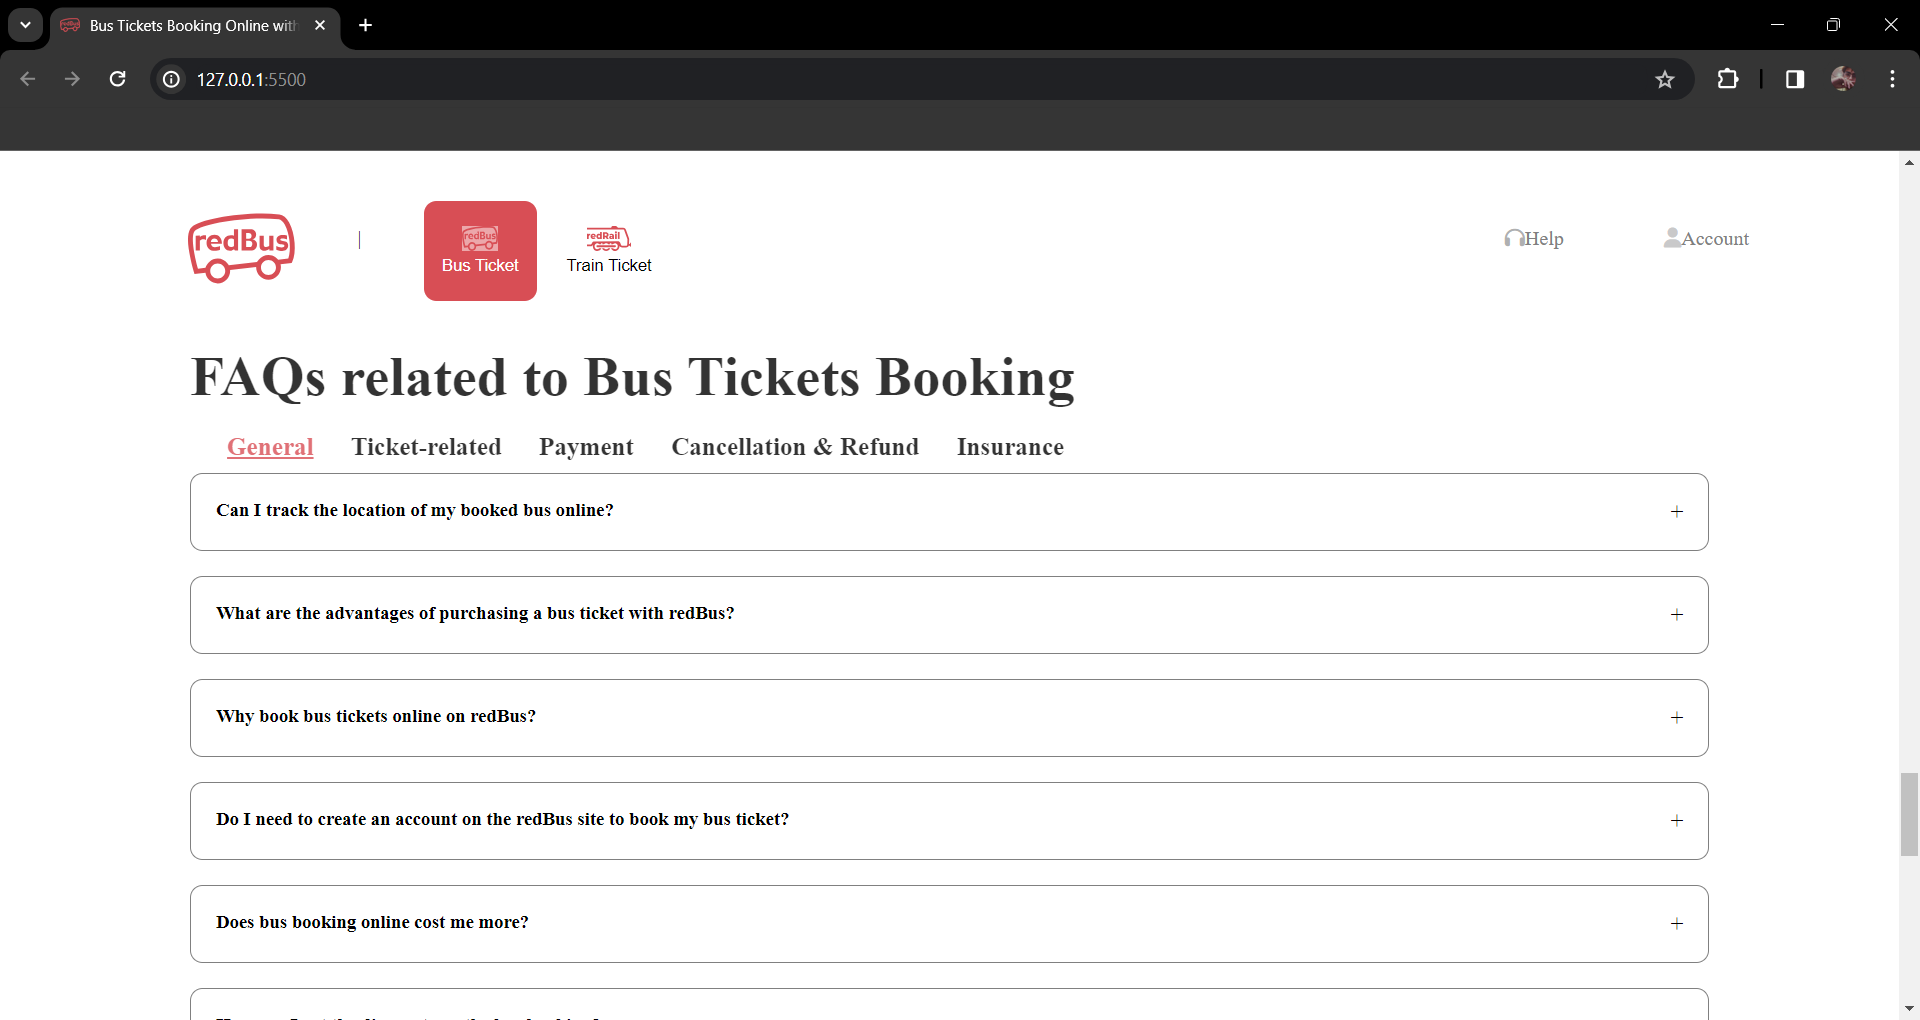 Bus Tickets Booking Online with
127.0.0.1:5500
redBus
redBus
Bus Ticket
redRail
Train Ticket
Help
Account
FAQs related to Bus Tickets Booking
General Ticket-related Payment Cancellation & Refund Insurance
Can I track the location of my booked bus online? +
What are the advantages of purchasing a bus ticket with redBus? +
Why book bus tickets online on redBus? +
Do I need to create an account on the redBus site to book my bus ticket? +
Does bus booking online cost me more? +